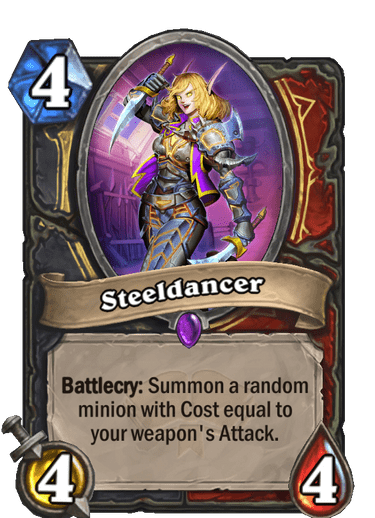 4
Steeldancer
Battlecry: Summon a random
minion with Cost equal to
your weapon's Attack.
4
4